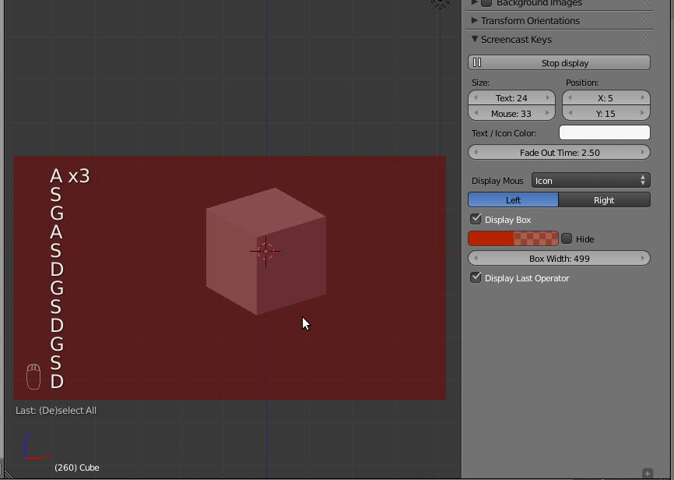 Background Images
Transform Orientations
Screencast Keys
Stop display
Size:
Position:
Text: 24
X: 5
Mouse: 33
Y: 15
Text / Icon Color:
Fade Out Time: 2.50
Display Mous
Icon
Left
Right
Display Box
Hide
Box Width: 499
Display Last Operator
A x3
S
G
A
S
D
G
S
D
G
S
D
Last: (De)select All
(260) Cube